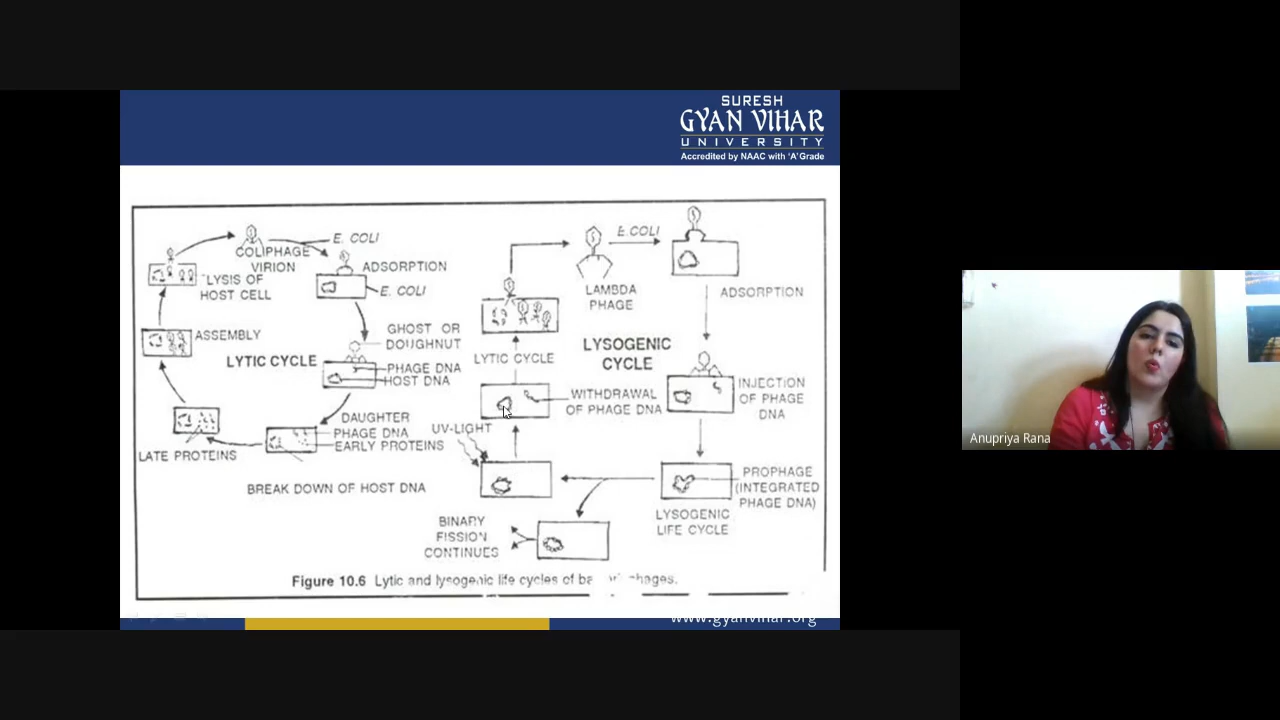 SURESH
GYAN VIHAR
UNIVERSITY
Accredited by NAAC with 'A' Grade
E. COLI
COLIPHAGE
VIRION
ADSORPTION
E. COLI
LYSIS OF
HOST CELL
GHOST OR
DOUGHNUT
ASSEMBLY
LYTIC CYCLE
PHAGE DNA
HOST DNA
DAUGHTER
PHAGE DNA
EARLY PROTEINS
LATE PROTEINS
BREAK DOWN OF HOST DNA
E.COLI
LAMBDA
PHAGE
ADSORPTION
LYTIC CYCLE
LYSOGENIC
CYCLE
WITHDRAWAL
OF PHAGE DNA
INJECTION
OF PHAGE
DNA
UV-LIGHT
PROPHAGE
(INTEGRATED
PHAGE DNA)
LYSOGENIC
LIFE CYCLE
BINARY
FISSION
CONTINUES
Figure 10.6 Lytic and lysogenic life cycles of
www.gyanvihar.org
Anupriya Rana